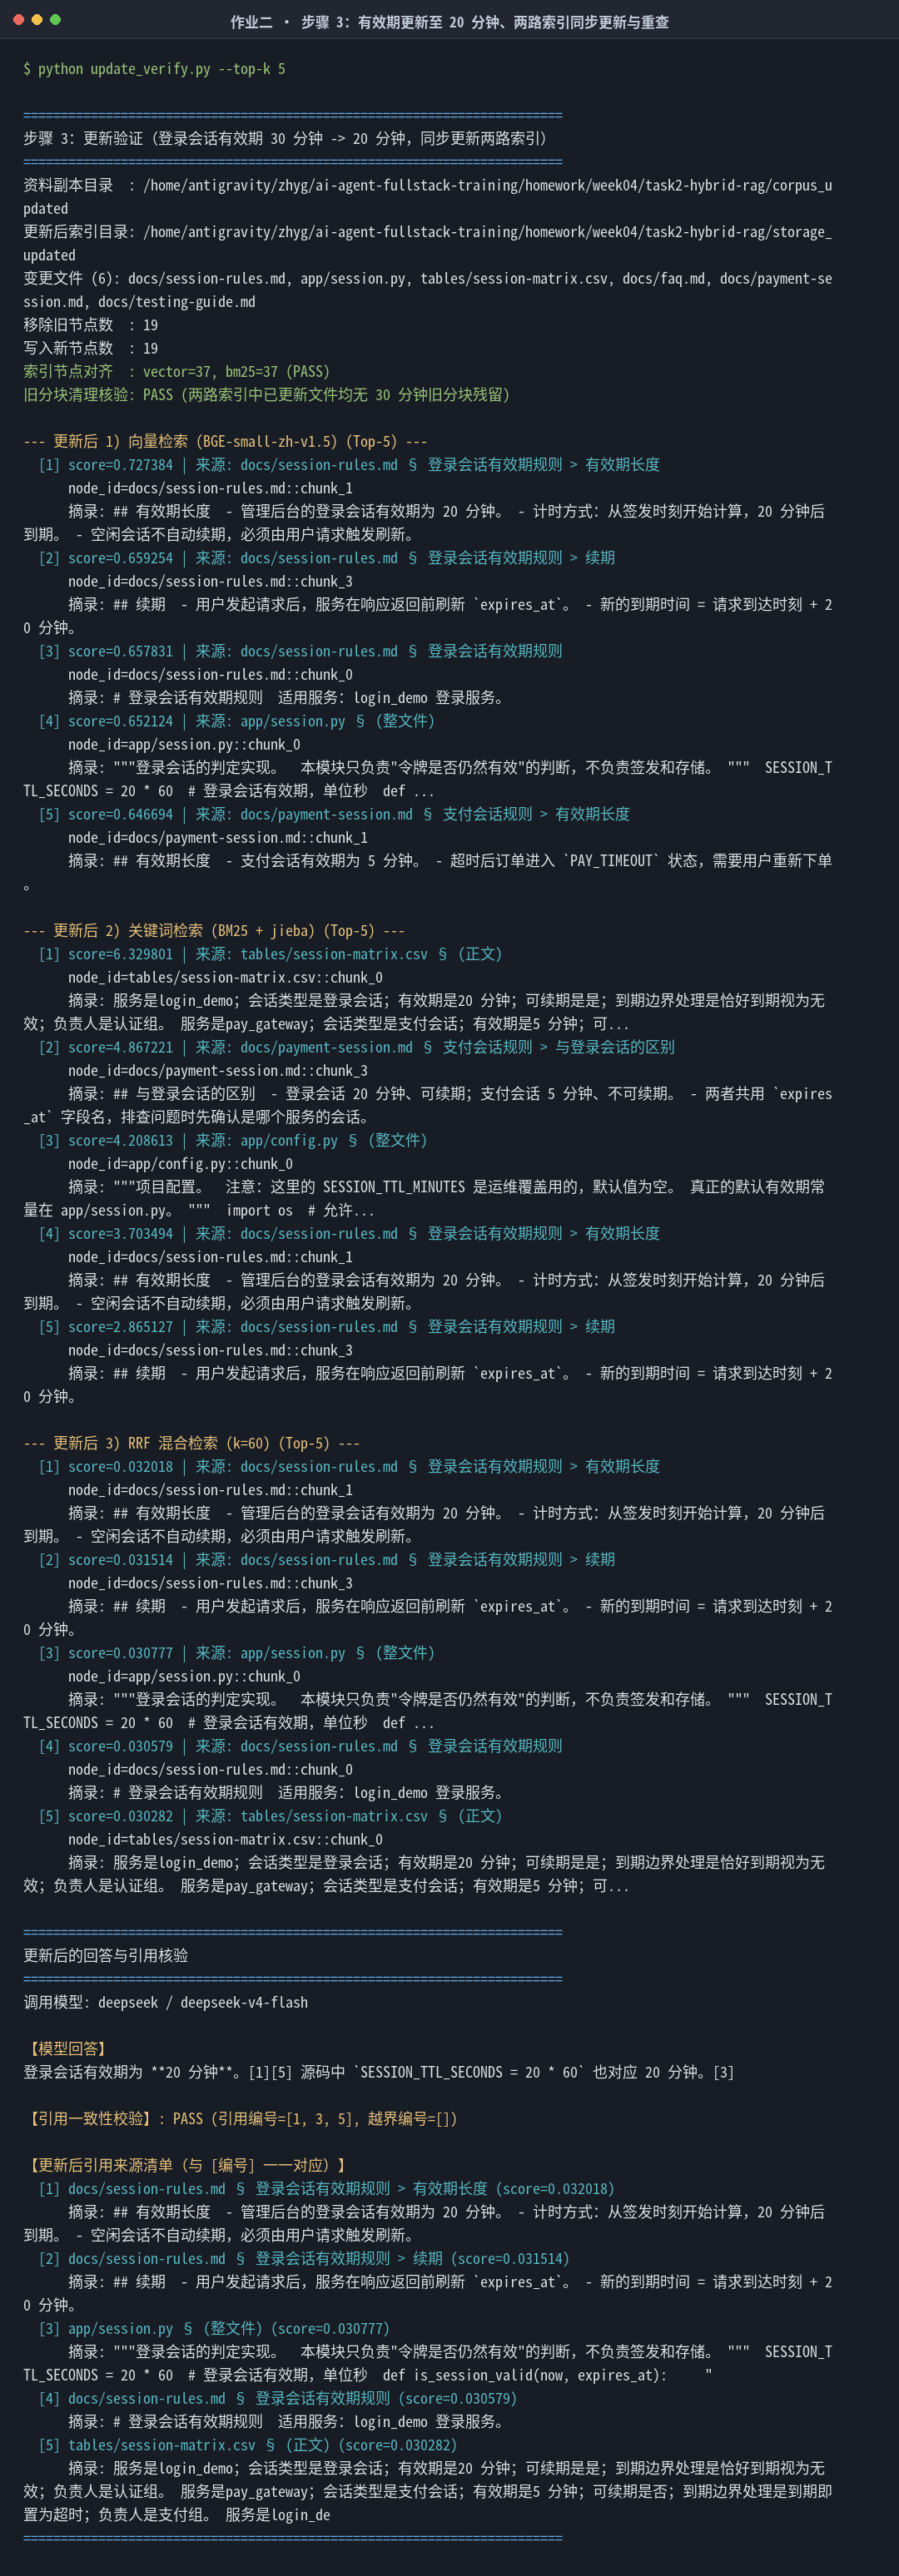 作业二 · 步骤 3：有效期更新至 20 分钟、两路索引同步更新与重查
$ python update_verify.py --top-k 5
========================================================================
步骤 3：更新验证（登录会话有效期 30 分钟 -> 20 分钟，同步更新两路索引）
========================================================================
资料副本目录  : /home/antigravity/zhyg/ai-agent-fullstack-training/homework/week04/task2-hybrid-rag/corpus_u
pdated
更新后索引目录: /home/antigravity/zhyg/ai-agent-fullstack-training/homework/week04/task2-hybrid-rag/storage_
updated
变更文件 (6): docs/session-rules.md, app/session.py, tables/session-matrix.csv, docs/faq.md, docs/payment-se
ssion.md, docs/testing-guide.md
移除旧节点数  : 19
写入新节点数  : 19
索引节点对齐  : vector=37, bm25=37 (PASS)
旧分块清理核验: PASS (两路索引中已更新文件均无 30 分钟旧分块残留)
--- 更新后 1) 向量检索 (BGE-small-zh-v1.5) (Top-5) ---
[1] score=0.727384 | 来源: docs/session-rules.md § 登录会话有效期规则 > 有效期长度
node_id=docs/session-rules.md::chunk_1
摘录: ## 有效期长度  - 管理后台的登录会话有效期为 20 分钟。 - 计时方式：从签发时刻开始计算，20 分钟后
到期。 - 空闲会话不自动续期，必须由用户请求触发刷新。
[2] score=0.659254 | 来源: docs/session-rules.md § 登录会话有效期规则 > 续期
node_id=docs/session-rules.md::chunk_3
摘录: ## 续期  - 用户发起请求后，服务在响应返回前刷新 `expires_at`。 - 新的到期时间 = 请求到达时刻 + 2
0 分钟。
[3] score=0.657831 | 来源: docs/session-rules.md § 登录会话有效期规则
node_id=docs/session-rules.md::chunk_0
摘录: # 登录会话有效期规则  适用服务：login_demo 登录服务。
[4] score=0.652124 | 来源: app/session.py § (整文件)
node_id=app/session.py::chunk_0
摘录: """登录会话的判定实现。  本模块只负责"令牌是否仍然有效"的判断，不负责签发和存储。 """  SESSION_T
TL_SECONDS = 20 * 60  # 登录会话有效期，单位秒  def ...
[5] score=0.646694 | 来源: docs/payment-session.md § 支付会话规则 > 有效期长度
node_id=docs/payment-session.md::chunk_1
摘录: ## 有效期长度  - 支付会话有效期为 5 分钟。 - 超时后订单进入 `PAY_TIMEOUT` 状态，需要用户重新下单
。
--- 更新后 2) 关键词检索 (BM25 + jieba) (Top-5) ---
[1] score=6.329801 | 来源: tables/session-matrix.csv § (正文)
node_id=tables/session-matrix.csv::chunk_0
摘录: 服务是login_demo；会话类型是登录会话；有效期是20 分钟；可续期是是；到期边界处理是恰好到期视为无
效；负责人是认证组。 服务是pay_gateway；会话类型是支付会话；有效期是5 分钟；可...
[2] score=4.867221 | 来源: docs/payment-session.md § 支付会话规则 > 与登录会话的区别
node_id=docs/payment-session.md::chunk_3
摘录: ## 与登录会话的区别  - 登录会话 20 分钟、可续期；支付会话 5 分钟、不可续期。 - 两者共用 `expires
_at` 字段名，排查问题时先确认是哪个服务的会话。
[3] score=4.208613 | 来源: app/config.py § (整文件)
node_id=app/config.py::chunk_0
摘录: """项目配置。  注意：这里的 SESSION_TTL_MINUTES 是运维覆盖用的，默认值为空。 真正的默认有效期常
量在 app/session.py。 """  import os  # 允许...
[4] score=3.703494 | 来源: docs/session-rules.md § 登录会话有效期规则 > 有效期长度
node_id=docs/session-rules.md::chunk_1
摘录: ## 有效期长度  - 管理后台的登录会话有效期为 20 分钟。 - 计时方式：从签发时刻开始计算，20 分钟后
到期。 - 空闲会话不自动续期，必须由用户请求触发刷新。
[5] score=2.865127 | 来源: docs/session-rules.md § 登录会话有效期规则 > 续期
node_id=docs/session-rules.md::chunk_3
摘录: ## 续期  - 用户发起请求后，服务在响应返回前刷新 `expires_at`。 - 新的到期时间 = 请求到达时刻 + 2
0 分钟。
--- 更新后 3) RRF 混合检索 (k=60) (Top-5) ---
[1] score=0.032018 | 来源: docs/session-rules.md § 登录会话有效期规则 > 有效期长度
node_id=docs/session-rules.md::chunk_1
摘录: ## 有效期长度  - 管理后台的登录会话有效期为 20 分钟。 - 计时方式：从签发时刻开始计算，20 分钟后
到期。 - 空闲会话不自动续期，必须由用户请求触发刷新。
[2] score=0.031514 | 来源: docs/session-rules.md § 登录会话有效期规则 > 续期
node_id=docs/session-rules.md::chunk_3
摘录: ## 续期  - 用户发起请求后，服务在响应返回前刷新 `expires_at`。 - 新的到期时间 = 请求到达时刻 + 2
0 分钟。
[3] score=0.030777 | 来源: app/session.py § (整文件)
node_id=app/session.py::chunk_0
摘录: """登录会话的判定实现。  本模块只负责"令牌是否仍然有效"的判断，不负责签发和存储。 """  SESSION_T
TL_SECONDS = 20 * 60  # 登录会话有效期，单位秒  def ...
[4] score=0.030579 | 来源: docs/session-rules.md § 登录会话有效期规则
node_id=docs/session-rules.md::chunk_0
摘录: # 登录会话有效期规则  适用服务：login_demo 登录服务。
[5] score=0.030282 | 来源: tables/session-matrix.csv § (正文)
node_id=tables/session-matrix.csv::chunk_0
摘录: 服务是login_demo；会话类型是登录会话；有效期是20 分钟；可续期是是；到期边界处理是恰好到期视为无
效；负责人是认证组。 服务是pay_gateway；会话类型是支付会话；有效期是5 分钟；可...
========================================================================
更新后的回答与引用核验
========================================================================
调用模型: deepseek / deepseek-v4-flash
【模型回答】
登录会话有效期为 **20 分钟**。[1][5] 源码中 `SESSION_TTL_SECONDS = 20 * 60` 也对应 20 分钟。[3]
【引用一致性校验】: PASS (引用编号=[1, 3, 5], 越界编号=[])
【更新后引用来源清单（与 [编号] 一一对应）】
[1] docs/session-rules.md § 登录会话有效期规则 > 有效期长度 (score=0.032018)
摘录: ## 有效期长度  - 管理后台的登录会话有效期为 20 分钟。 - 计时方式：从签发时刻开始计算，20 分钟后
到期。 - 空闲会话不自动续期，必须由用户请求触发刷新。
[2] docs/session-rules.md § 登录会话有效期规则 > 续期 (score=0.031514)
摘录: ## 续期  - 用户发起请求后，服务在响应返回前刷新 `expires_at`。 - 新的到期时间 = 请求到达时刻 + 2
0 分钟。
[3] app/session.py § (整文件) (score=0.030777)
摘录: """登录会话的判定实现。  本模块只负责"令牌是否仍然有效"的判断，不负责签发和存储。 """  SESSION_T
TL_SECONDS = 20 * 60  # 登录会话有效期，单位秒  def is_session_valid(now, expires_at):     "
[4] docs/session-rules.md § 登录会话有效期规则 (score=0.030579)
摘录: # 登录会话有效期规则  适用服务：login_demo 登录服务。
[5] tables/session-matrix.csv § (正文) (score=0.030282)
摘录: 服务是login_demo；会话类型是登录会话；有效期是20 分钟；可续期是是；到期边界处理是恰好到期视为无
效；负责人是认证组。 服务是pay_gateway；会话类型是支付会话；有效期是5 分钟；可续期是否；到期边界处理是到期即
置为超时；负责人是支付组。 服务是login_de
========================================================================